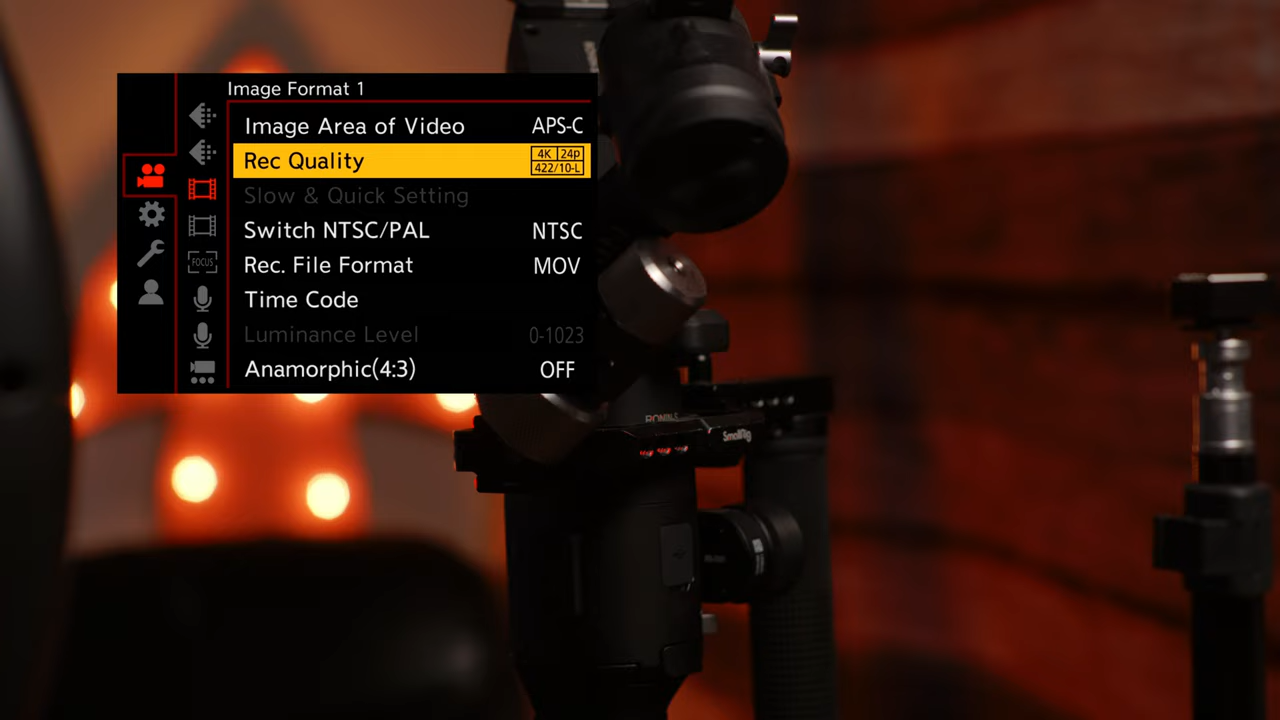 Image Format 1
Image Area of Video APS-C
Rec Quality 4K 24p 422/10-L
Slow & Quick Setting
Switch NTSC/PAL NTSC
Rec. File Format MOV
Time Code
Luminance Level 0-1023
Anamorphic(4:3) OFF
FOCUS
SmallRig